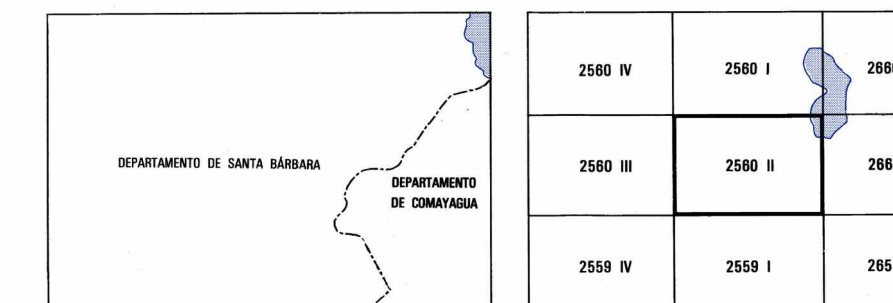 DEPARTAMENTO DE SANTA BÁRBARA
DEPARTAMENTO
DE COMAYAGUA
2560 IV
2560 I
2560 III
2560 II
2559 IV
2559 I